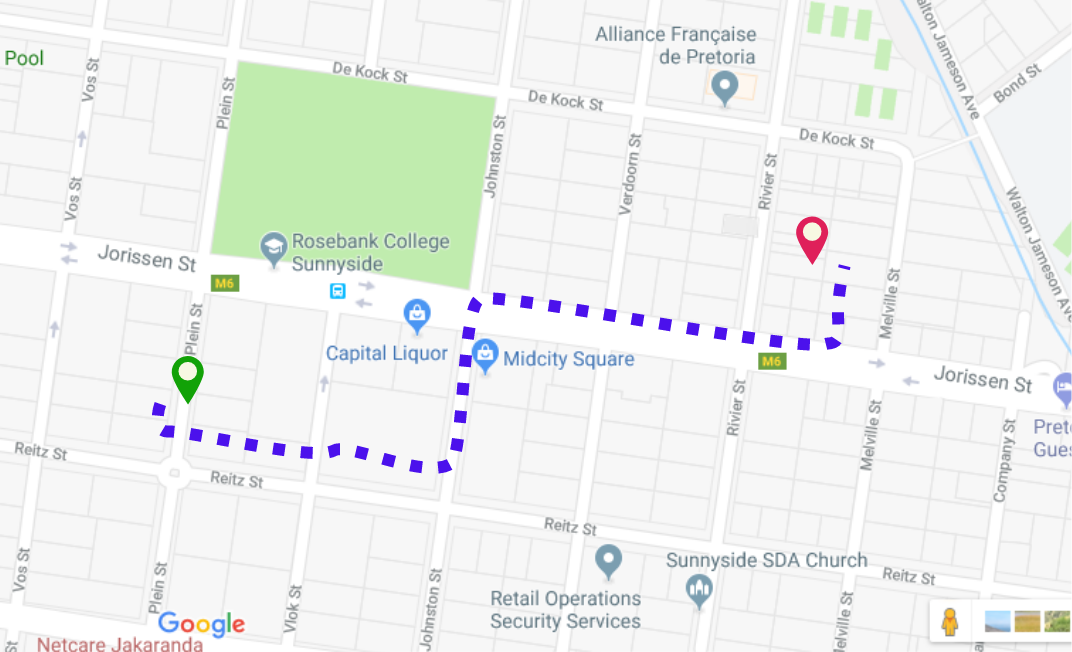 Alliance Française
de Pretoria
Walton Jameson Ave
Bond St
Pool
Vos St
Plein St
De Kock St
De Kock St
De Kock St
Johnston St
Verdoorn St
Rivier St
Vos St
Walton Jameson Ave
Rosebank College
Sunnyside
Jorissen St
M6
Melville St
Plein St
Capital Liquor
Midcity Square
M6
Jorissen St
Rivier St
Melville St
Company St
Reitz St
Reitz St
Reitz St
Sunnyside SDA Church
Reitz St
Vos St
Plein St
Vlok St
Johnston St
Retail Operations
Security Services
Google
Netcare Jakaranda